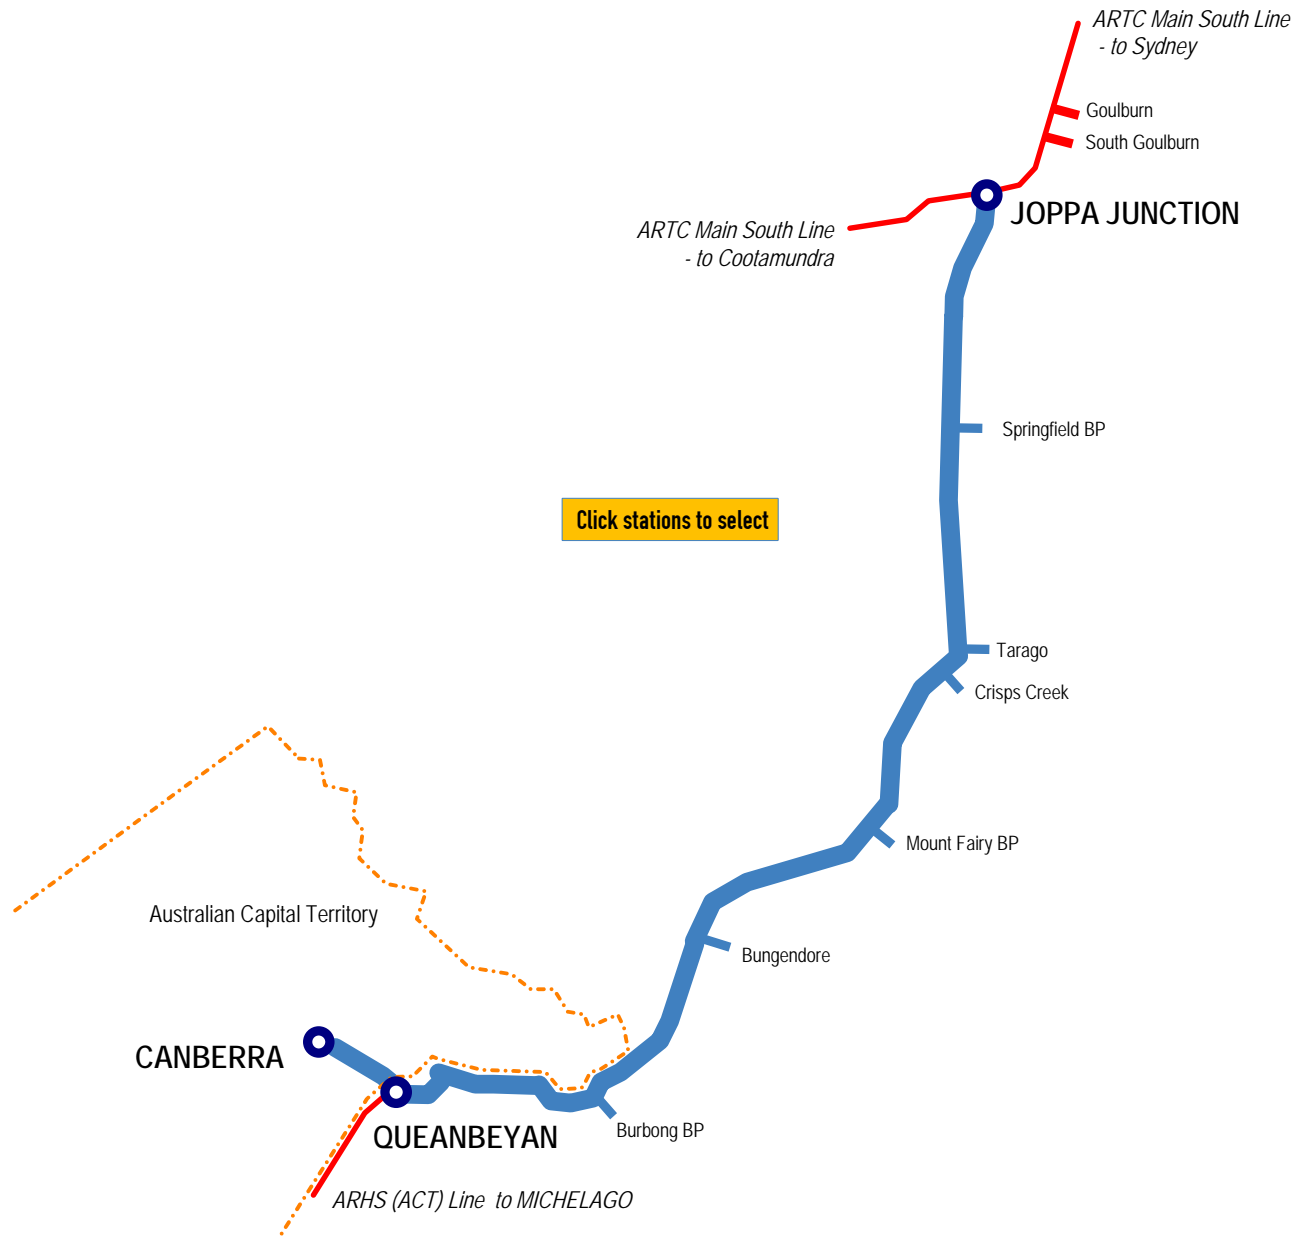 ARTC Main South Line
- to Sydney
Goulburn
South Goulburn
JOPPA JUNCTION
ARTC Main South Line
- to Cootamundra
Springfield BP
Click stations to select
Tarago
Crisps Creek
Mount Fairy BP
Australian Capital Territory
Bungendore
CANBERRA
QUEANBEYAN
Burbong BP
ARHS (ACT) Line to MICHELAGO